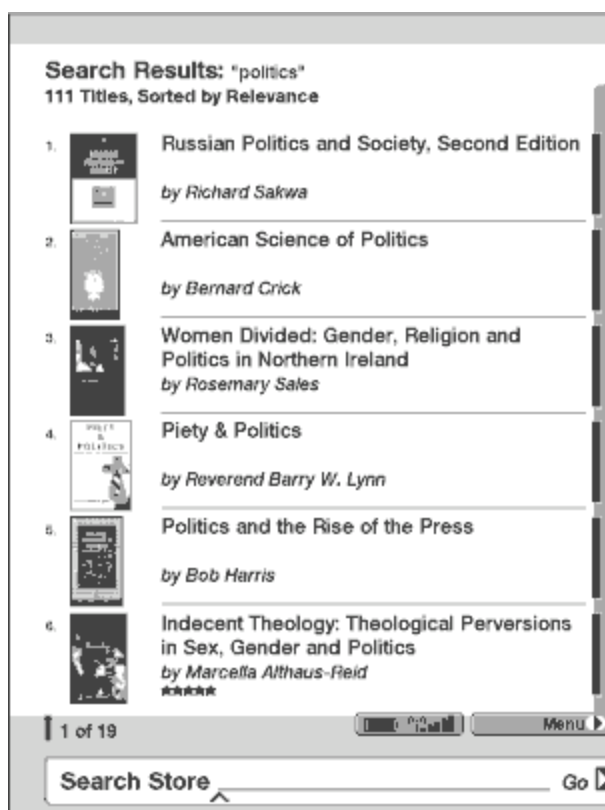 Search Results: "politics"
111 Titles, Sorted by Relevance
1.
Russian Politics and Society, Second Edition
by Richard Sakwa
2.
American Science of Politics
by Bernard Crick
3.
Women Divided: Gender, Religion and
Politics in Northern Ireland
by Rosemary Sales
4.
PIETY
&
POLITICS
Piety & Politics
by Reverend Barry W. Lynn
5.
Politics and the Rise of the Press
by Bob Harris
6.
Indecent Theology: Theological Perversions
in Sex, Gender and Politics
by Marcella Althaus-Reid
★★★★★
1 of 19
Menu
Search Store
Go